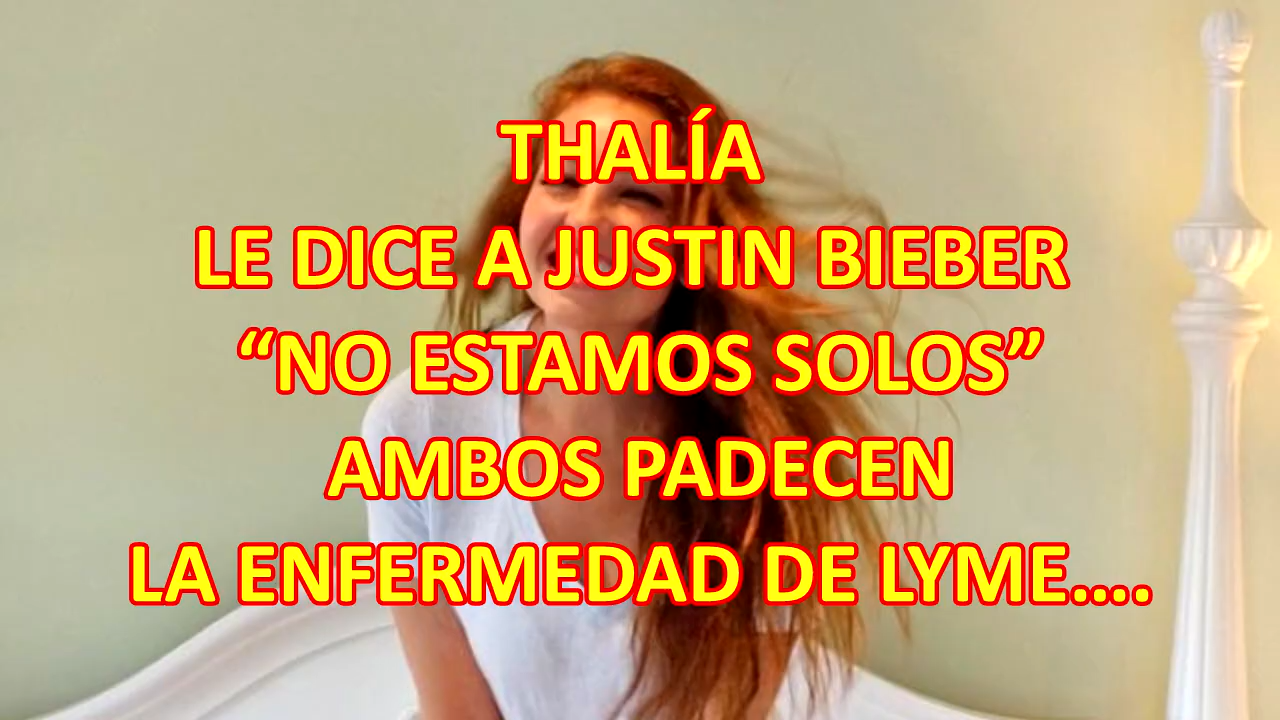 THALÍA
LE DICE A JUSTIN BIEBER
“NO ESTAMOS SOLOS”
AMBOS PADECEN
LA ENFERMEDAD DE LYME....